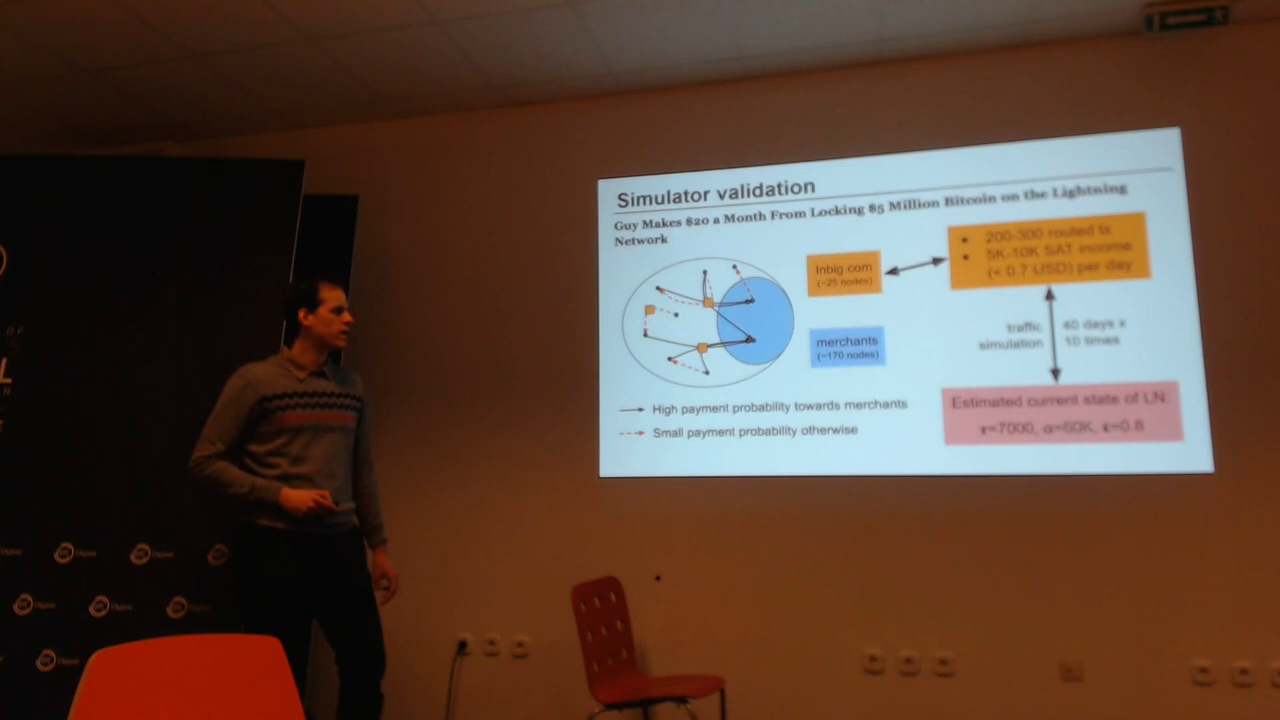 Simulator validation
Guy Makes $20 a Month From Locking $5 Million Bitcoin on the Lightning
Network
lnbig.com
(~25 nodes)
• 200-300 routed tx
• 5K-10K SAT income
(< 0.7 USD) per day
merchants
(~170 nodes)
traffic
simulation
40 days x
10 times
High payment probability towards merchants
Small payment probability otherwise
Estimated current state of LN
τ=7000, α=60K, ε=0.8